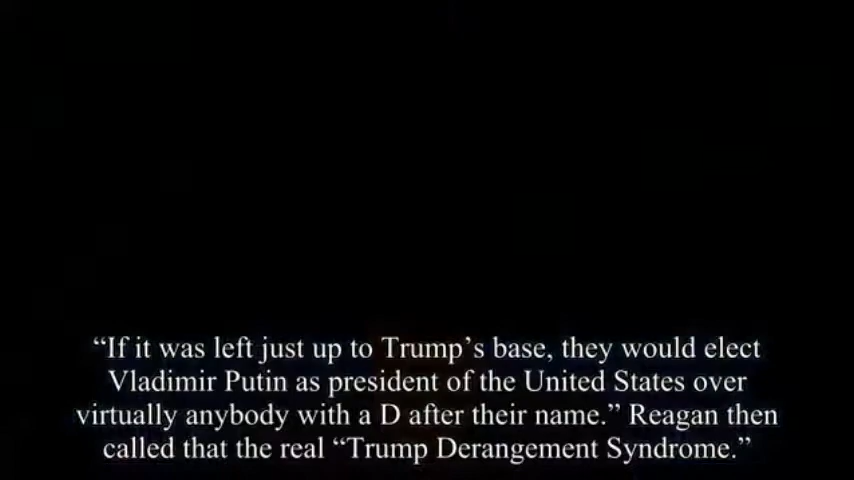 “If it was left just up to Trump’s base, they would elect
Vladimir Putin as president of the United States over
virtually anybody with a D after their name.” Reagan then
called that the real “Trump Derangement Syndrome.”